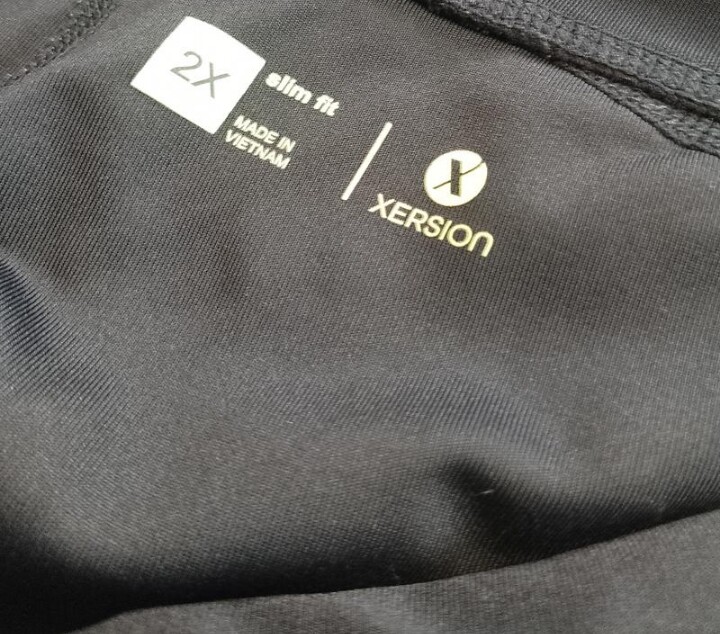 2X
slim fit
MADE IN
VIETNAM
X
XERSION